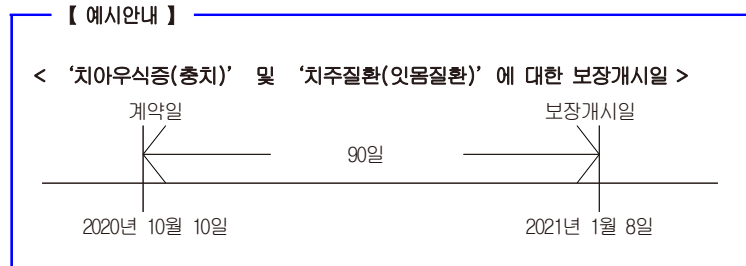 【 예시안내 】
< ‘치아우식증(충치)’ 및 ‘치주질환(잇몸질환)’에 대한 보장개시일 >
계약일 보장개시일
90일
2020년 10월 10일 2021년 1월 8일